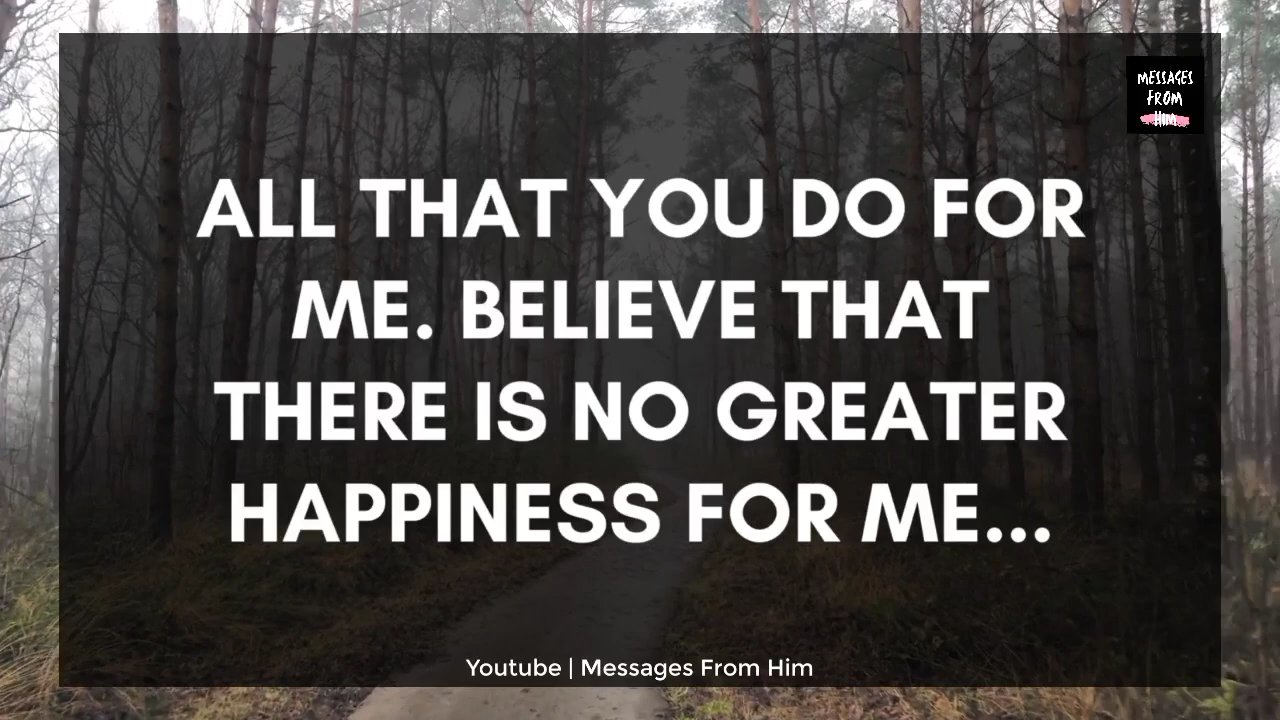 MESSAGES
FROM
HIM
ALL THAT YOU DO FOR
ME. BELIEVE THAT
THERE IS NO GREATER
HAPPINESS FOR ME...
Youtube | Messages From Him